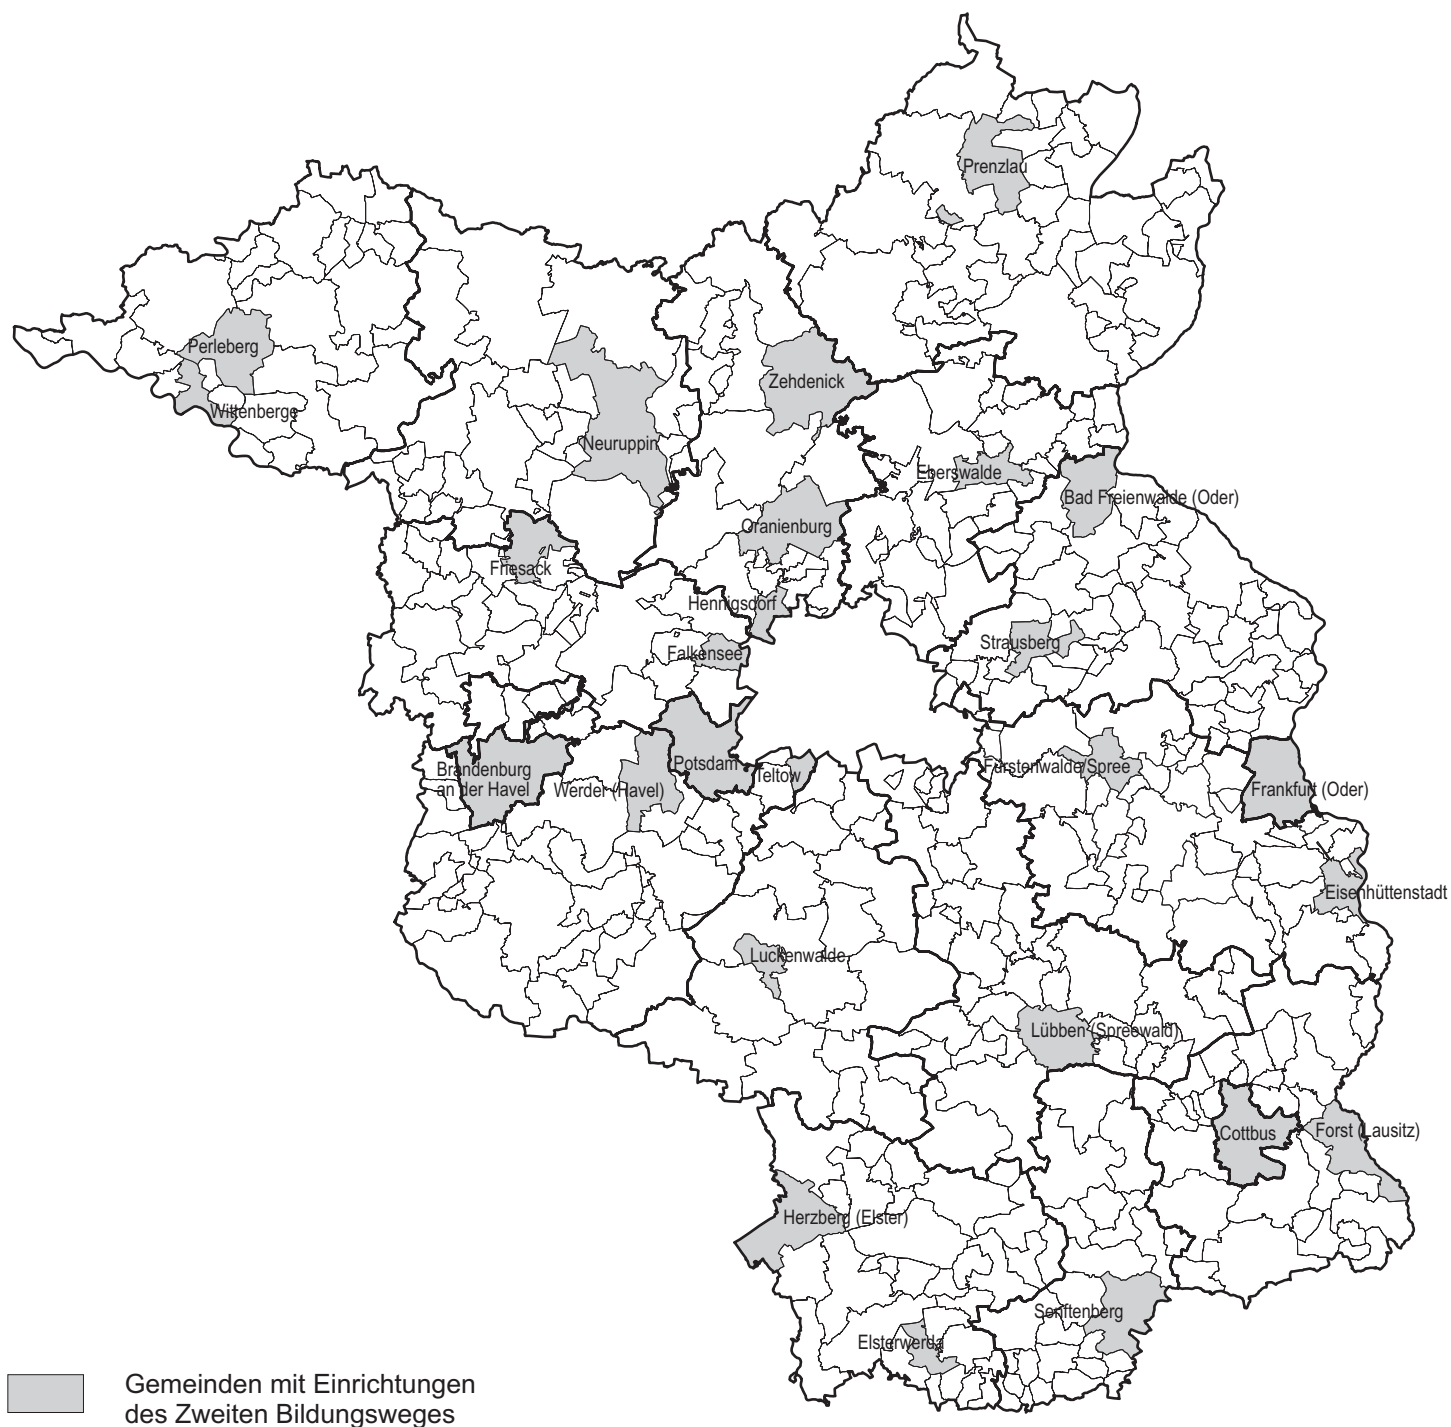 Prenzlau
Perleberg
Zehdenick
Wittenberge
Neuruppin
Eberswalde
Bad Freienwalde (Oder)
Oranienburg
Friesack
Hennigsdorf
Strausberg
Falkensee
Potsdam
Fürstenwalde/Spree
Brandenburg
an der Havel
Teltow
Werder (Havel)
Frankfurt (Oder)
Eisenhüttenstadt
Luckenwalde
Lübben (Spreewald)
Cottbus
Forst (Lausitz)
Herzberg (Elster)
Senftenberg
Elsterwerda
Gemeinden mit Einrichtungen
des Zweiten Bildungsweges